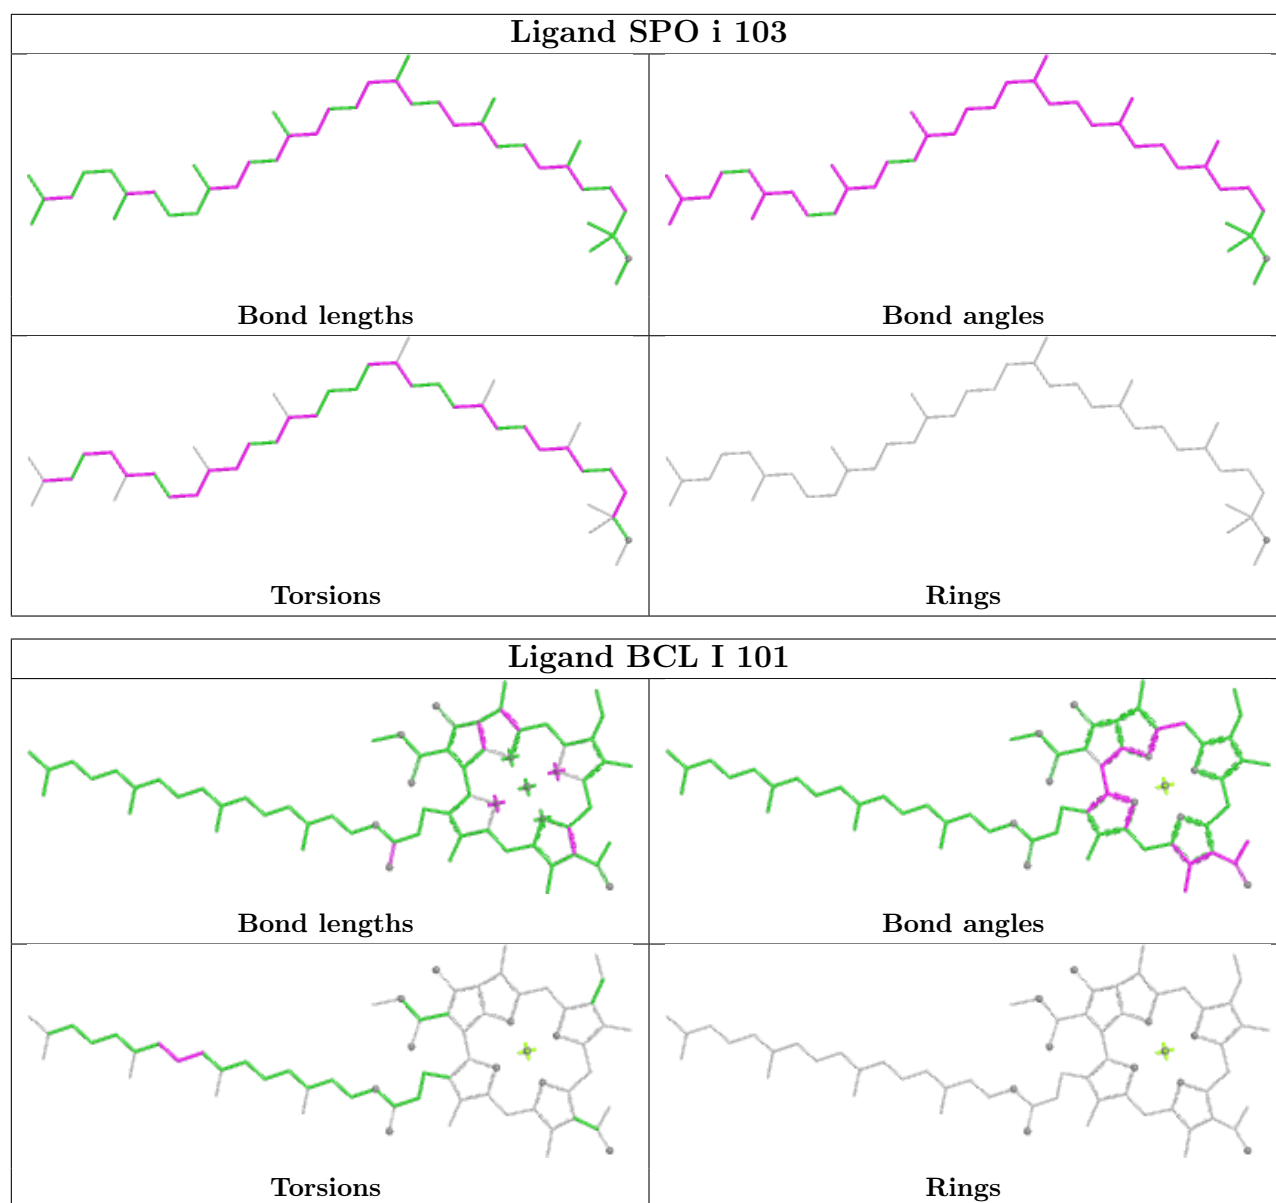 Ligand SPO i 103
Bond lengths
Bond angles
Torsions
Rings
Ligand BCL I 101
Bond lengths
Bond angles
Torsions
Rings